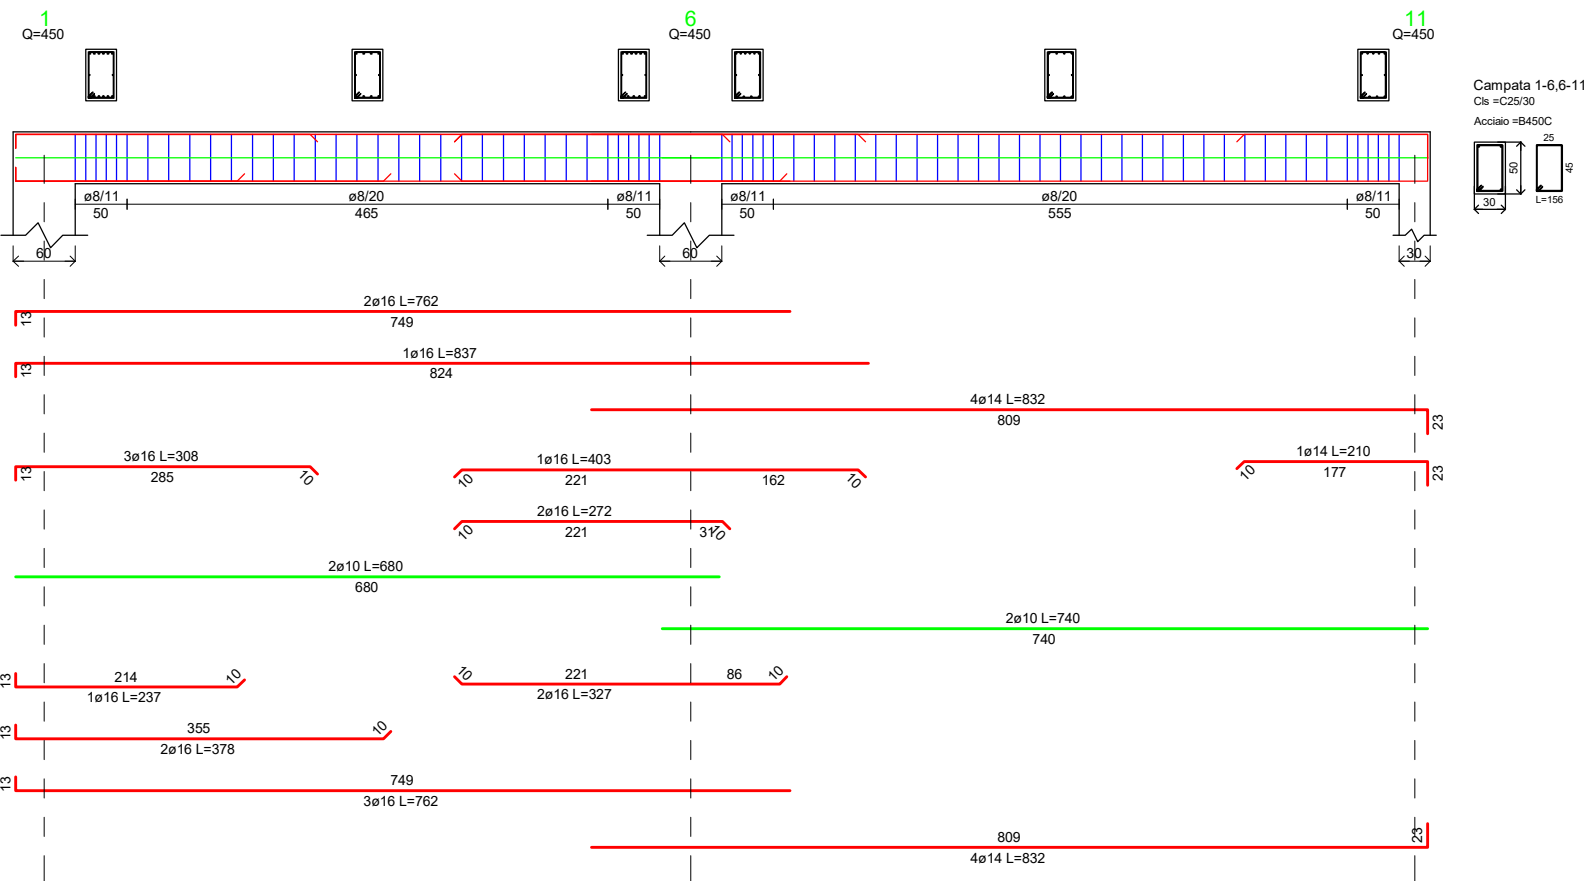 1
Q=450
6
Q=450
11
Q=450
Campata 1-6,6-11
Cls =C25/30
Acciaio =B450C
25
50
45
30
L=156
ø8/11
ø8/20
ø8/11
ø8/11
ø8/20
ø8/11
50
465
50
50
555
50
60
60
30
2ø16 L=762
13
749
1ø16 L=837
13
824
4ø14 L=832
809
23
3ø16 L=308
13
285
10
1ø16 L=403
10
221
162
10
1ø14 L=210
10
177
23
2ø16 L=272
10
221
31
10
2ø10 L=680
680
2ø10 L=740
740
13
214
10
1ø16 L=237
10
221
86
10
2ø16 L=327
13
355
10
2ø16 L=378
13
749
3ø16 L=762
809
23
4ø14 L=832